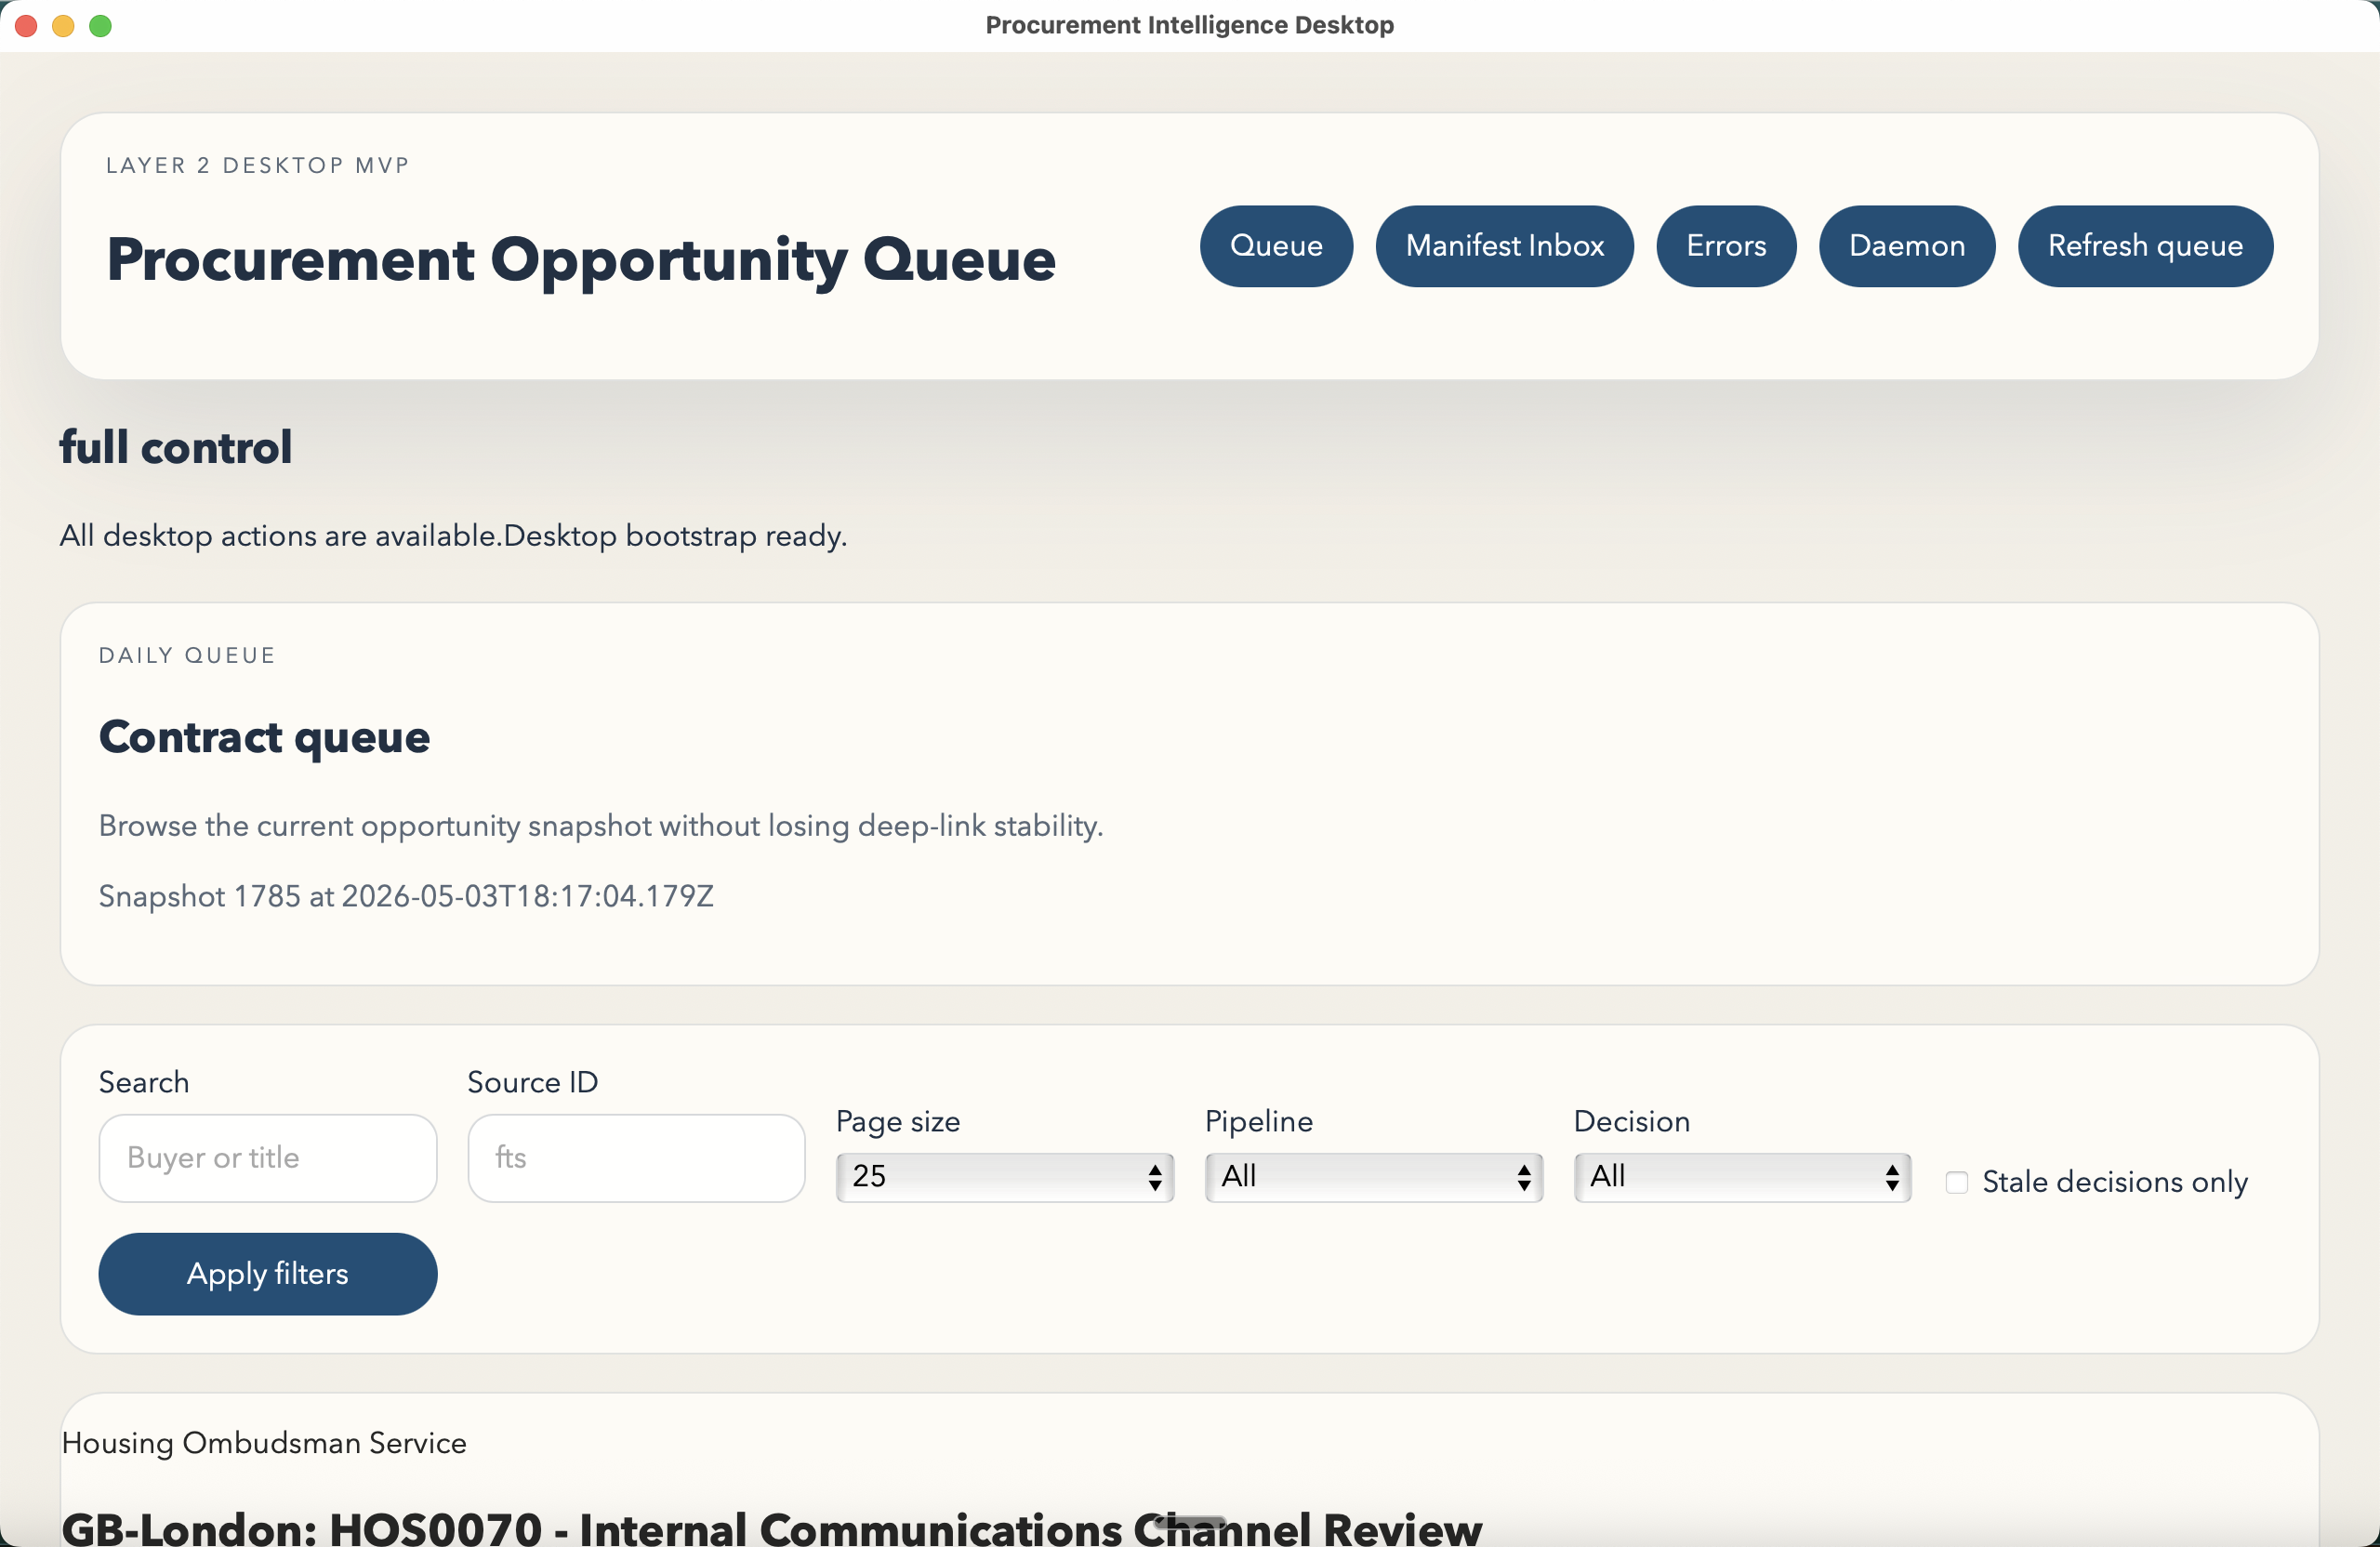 Procurement Intelligence Desktop
LAYER 2 DESKTOP MVP
Procurement Opportunity Queue
Queue
Manifest Inbox
Errors
Daemon
Refresh queue
full control
All desktop actions are available.Desktop bootstrap ready.
DAILY QUEUE
Contract queue
Browse the current opportunity snapshot without losing deep-link stability.
Snapshot 1785 at 2026-05-03T18:17:04.179Z
Search
Buyer or title
Source ID
fts
Page size
25
Pipeline
All
Decision
All
Stale decisions only
Apply filters
Housing Ombudsman Service
GB-London: HOS0070 - Internal Communications Channel Review